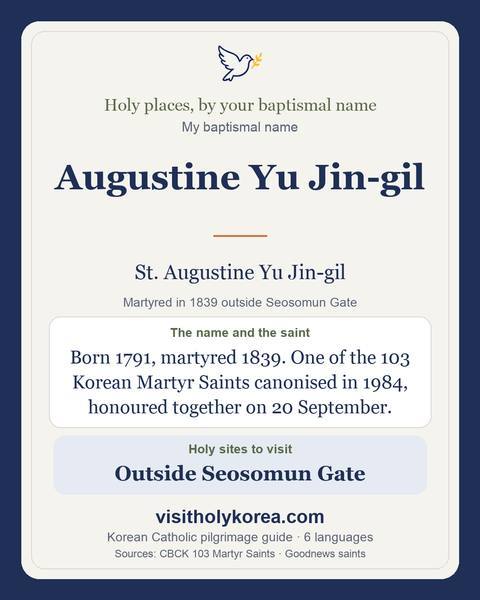 Holy places, by your baptismal name
My baptismal name
Augustine Yu Jin-gil
St. Augustine Yu Jin-gil
Martyred in 1839 outside Seosomun Gate
The name and the saint
Born 1791, martyred 1839. One of the 103
Korean Martyr Saints canonised in 1984,
honoured together on 20 September.
Holy sites to visit
Outside Seosomun Gate
visitholykorea.com
Korean Catholic pilgrimage guide · 6 languages
Sources: CBCK 103 Martyr Saints · Goodnews saints